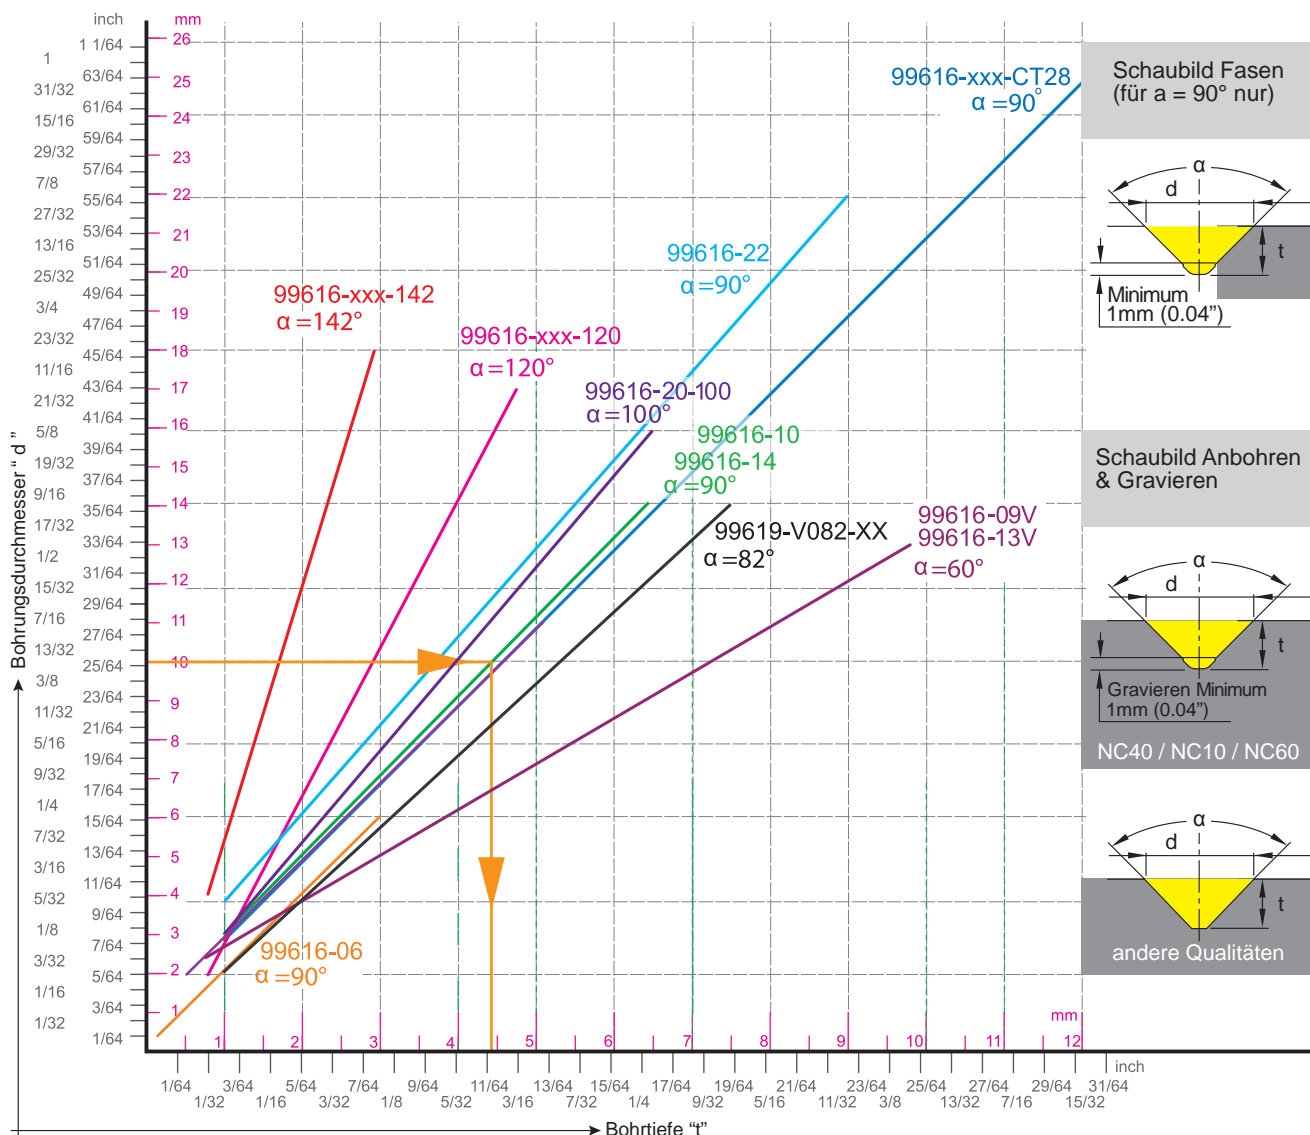 inch
mm
1 1/64
1
63/64
31/32
61/64
15/16
59/64
29/32
57/64
7/8
55/64
27/32
53/64
13/16
51/64
25/32
49/64
3/4
47/64
23/32
45/64
11/16
43/64
21/32
41/64
5/8
39/64
19/32
37/64
9/16
35/64
17/32
33/64
1/2
31/64
15/32
29/64
7/16
27/64
13/32
25/64
3/8
23/64
11/32
21/64
5/16
19/64
9/32
17/64
1/4
15/64
7/32
13/64
3/16
11/64
5/32
9/64
1/8
7/64
3/32
5/64
1/16
3/64
1/32
1/64
26
25
24
23
22
21
20
19
18
17
16
15
14
13
12
11
10
9
8
7
6
5
4
3
2
1
Bohrungsdurchmesser “ d ”
99616-xxx-CT28
α =90°
99616-22
α=90°
99616-xxx-142
α =142°
99616-xxx-120
α =120°
99616-20-100
α =100°
99616-10
99616-14
α =90°
99619-V082-XX
α =82°
99616-09V
99616-13V
α =60°
99616-06
α =90°
mm
1 2 3 4 5 6 7 8 9 10 11 12
inch
1/64 3/64 5/64 7/64 9/64 11/64 13/64 15/64 17/64 19/64 21/64 23/64 25/64 27/64 29/64 31/64
1/32 1/16 3/32 1/8 5/32 3/16 7/32 1/4 9/32 5/16 11/32 3/8 13/32 7/16 15/32
Bohrtiefe “t”
Schaubild Fasen
(für a = 90° nur)
α
d
t
Minimum
1mm (0.04”)
Schaubild Anbohren
& Gravieren
α
d
t
Gravieren Minimum
1mm (0.04”)
NC40 / NC10 / NC60
α
d
t
andere Qualitäten